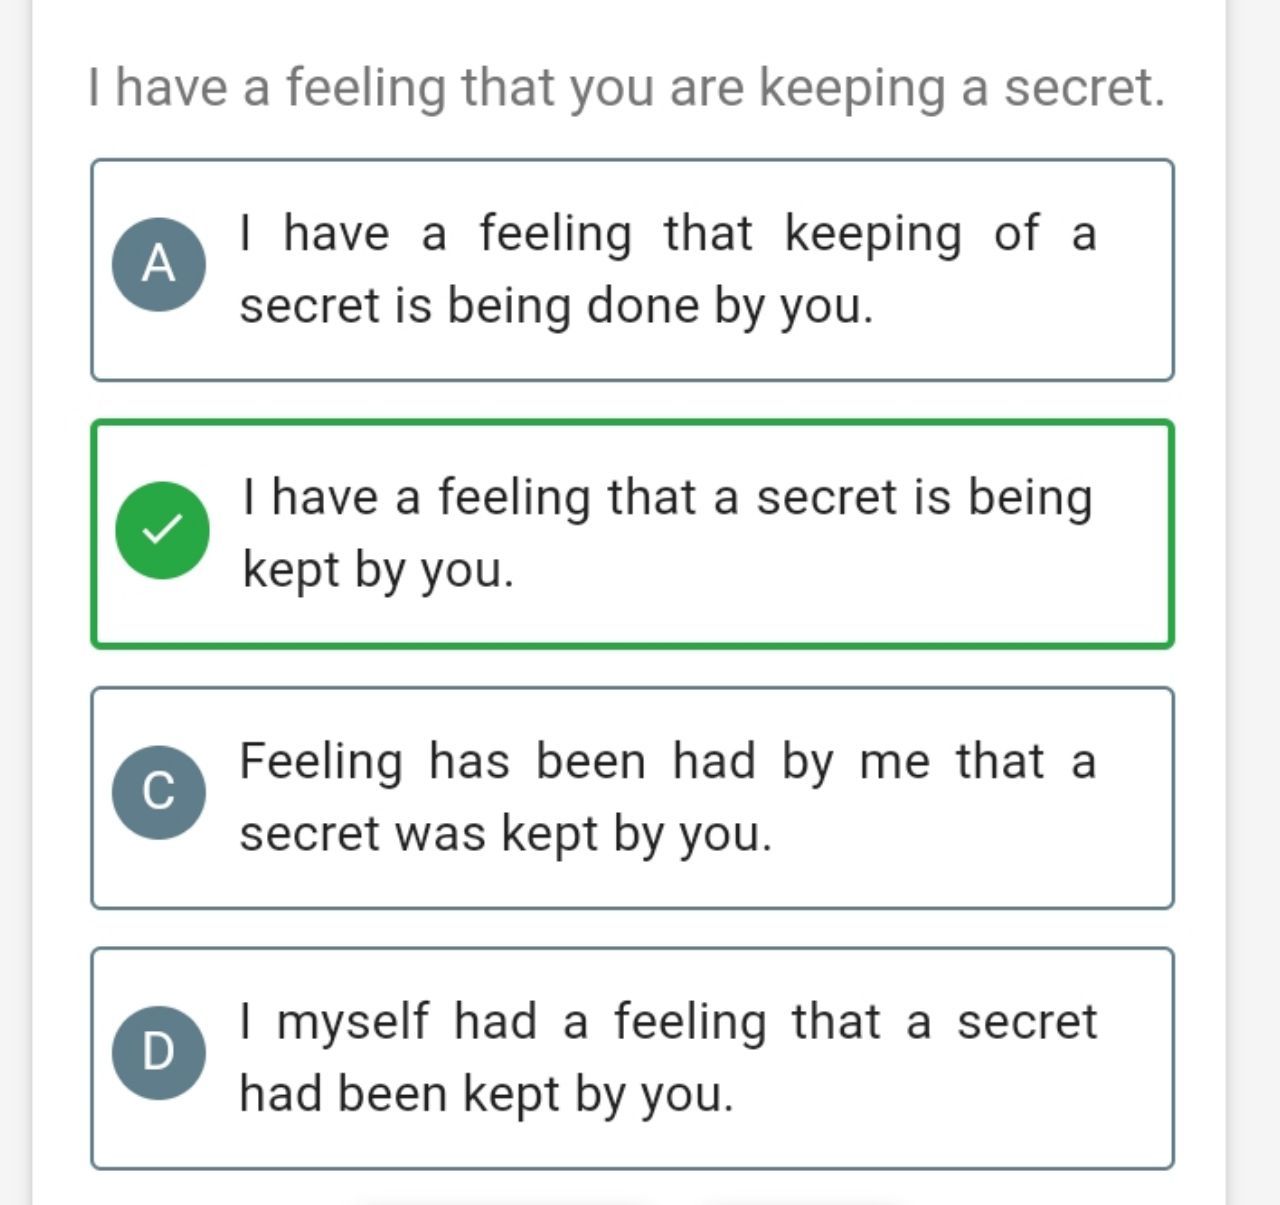 I have a feeling that you are keeping a secret.
A
I have a feeling that keeping of a
secret is being done by you.
I have a feeling that a secret is being
kept by you.
C
Feeling has been had by me that a
secret was kept by you.
D
I myself had a feeling that a secret
had been kept by you.